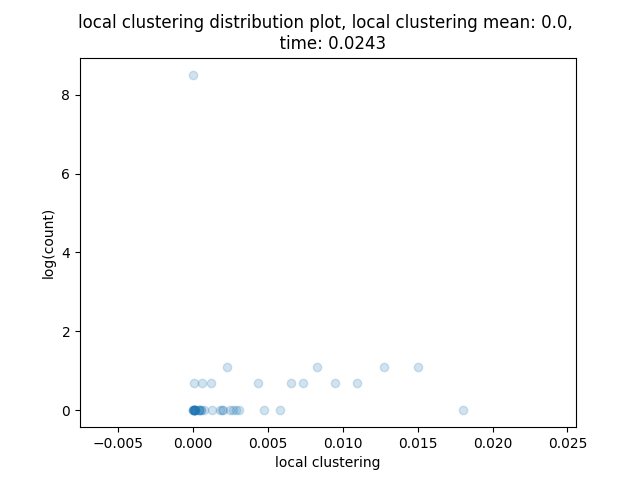 local clustering distribution plot, local clustering mean: 0.0,
time: 0.0243
log(count)
8
6
4
2
0
−0.005 0.000 0.005 0.010 0.015 0.020 0.025
local clustering